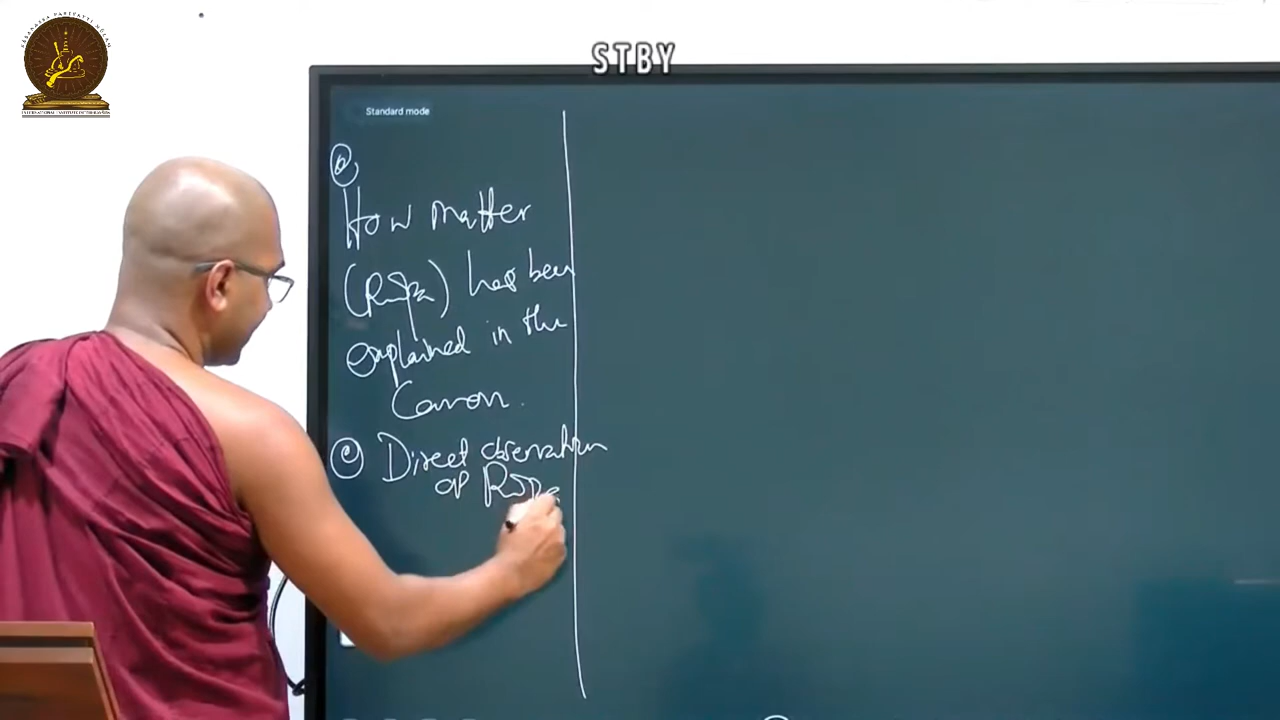 STBY
Standard mode
b
How matter
(Rūpa) has been
explained in the
Canon.
c Direct observation
of Rūpa